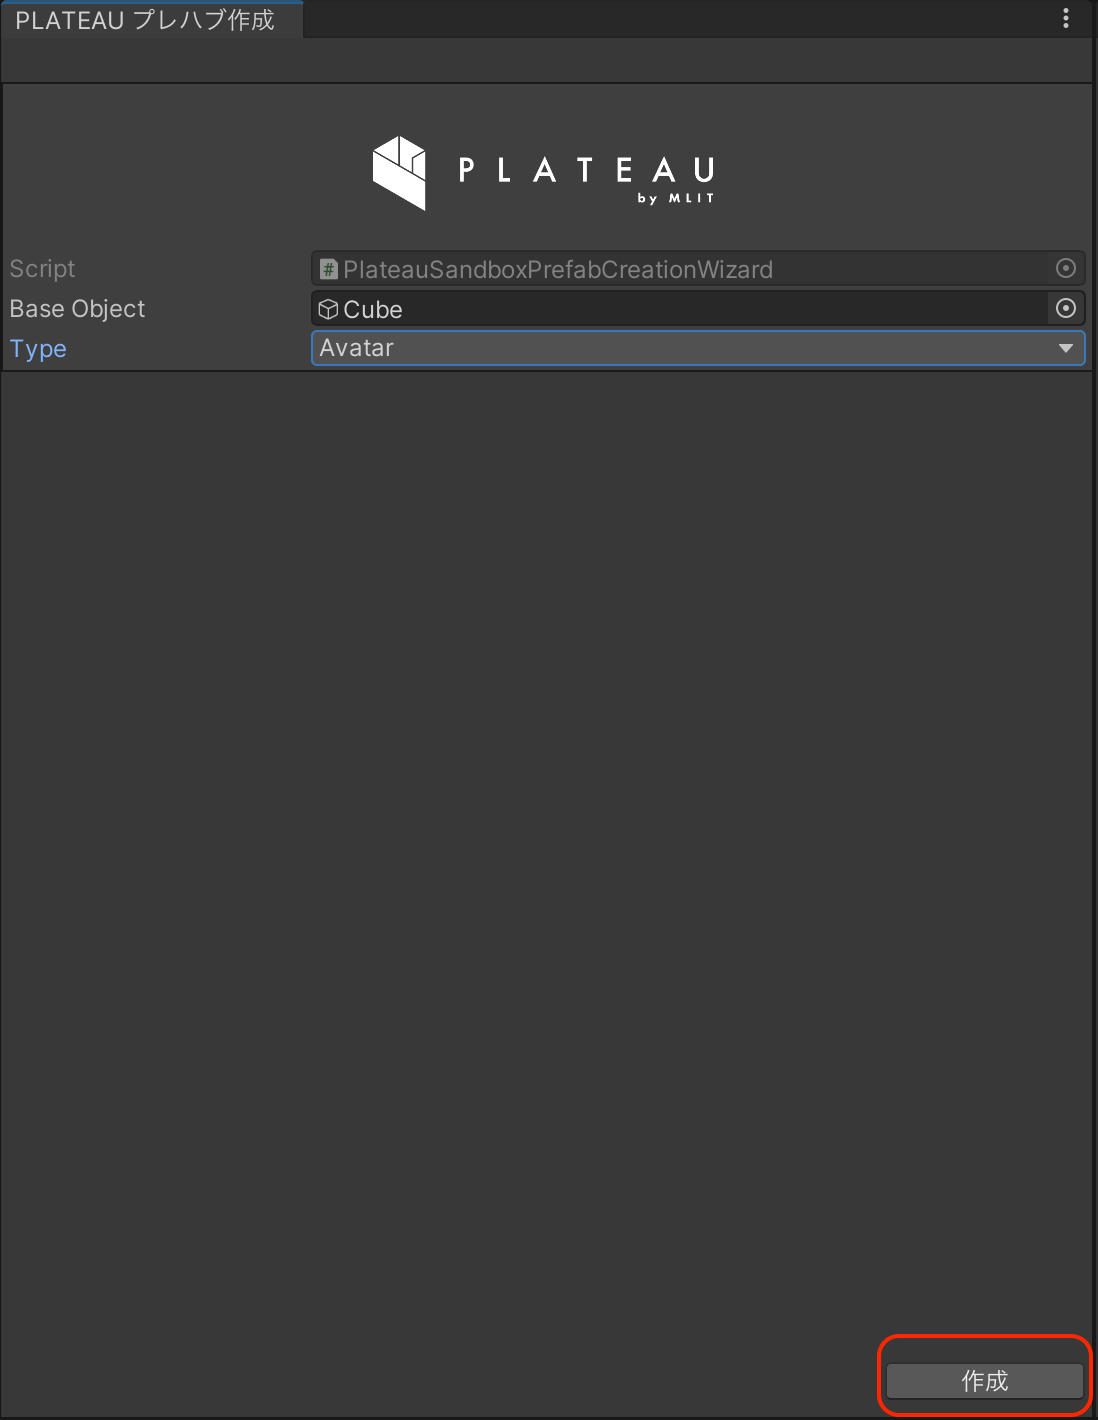 PLATEAU プレハブ作成
PLATEAU
by MLIT
Script
PlateauSandboxPrefabCreationWizard
Base Object
Cube
Type
Avatar
作成